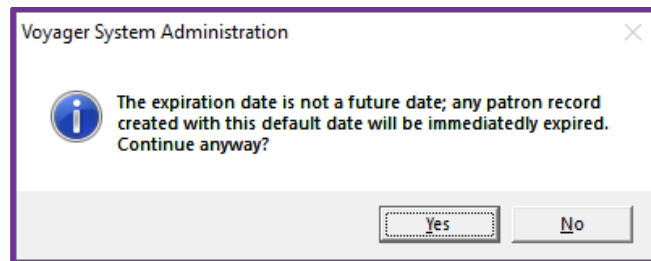 Voyager System Administration
The expiration date is not a future date; any patron record
created with this default date will be immediatedly expired.
Continue anyway?
Yes
No